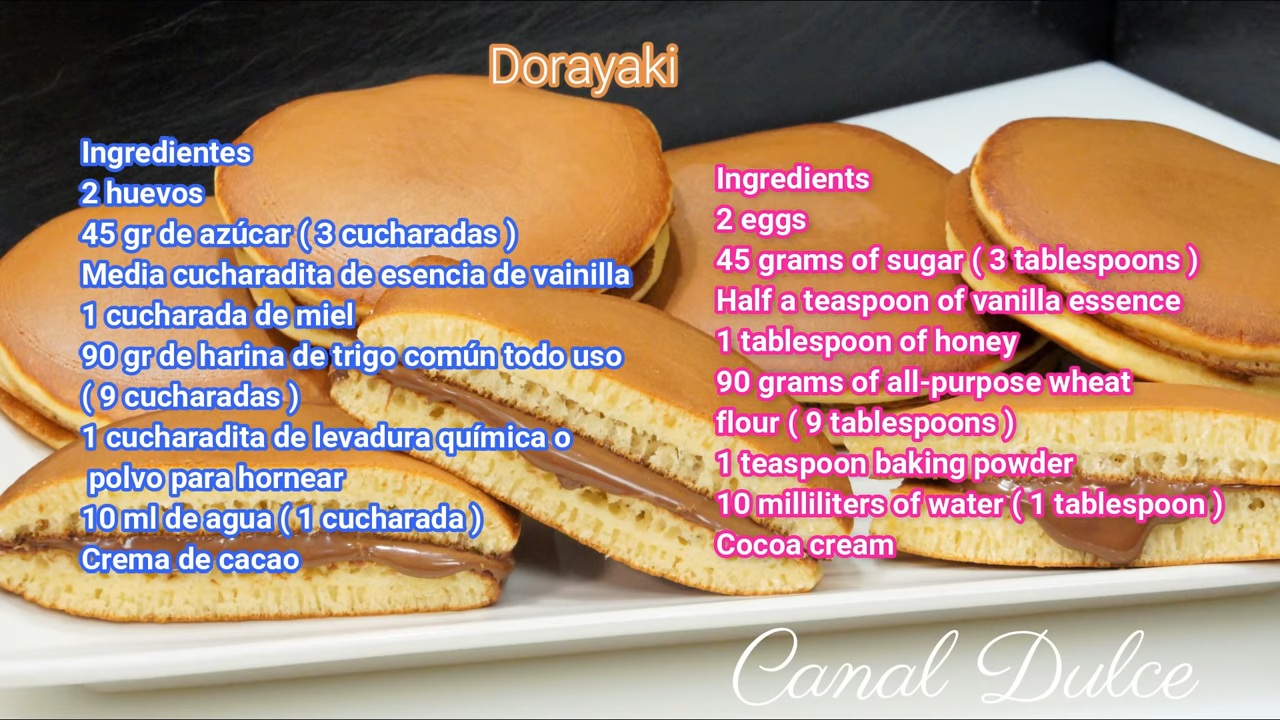 Dorayaki
Ingredientes
2 huevos
45 gr de azúcar ( 3 cucharadas )
Media cucharadita de esencia de vainilla
1 cucharada de miel
90 gr de harina de trigo común todo uso
( 9 cucharadas )
1 cucharadita de levadura química o
polvo para hornear
10 ml de agua ( 1 cucharada )
Crema de cacao
Ingredients
2 eggs
45 grams of sugar ( 3 tablespoons )
Half a teaspoon of vanilla essence
1 tablespoon of honey
90 grams of all-purpose wheat
flour ( 9 tablespoons )
1 teaspoon baking powder
10 milliliters of water ( 1 tablespoon )
Cocoa cream
Canal Dulce